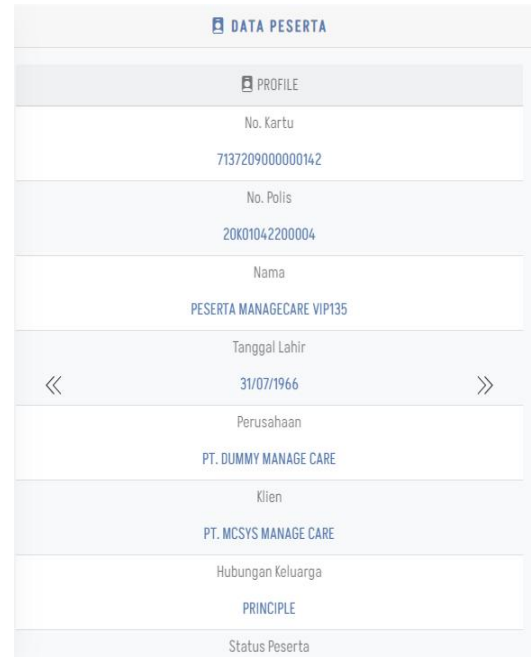 DATA PESERTA
PROFILE
No. Kartu
7137209000000142
No. Polis
20K01042200004
Nama
PESERTA MANAGECARE VIP135
Tanggal Lahir
31/07/1966
Perusahaan
PT. DUMMY MANAGE CARE
Klien
PT. MCSYS MANAGE CARE
Hubungan Keluarga
PRINCIPLE
Status Peserta